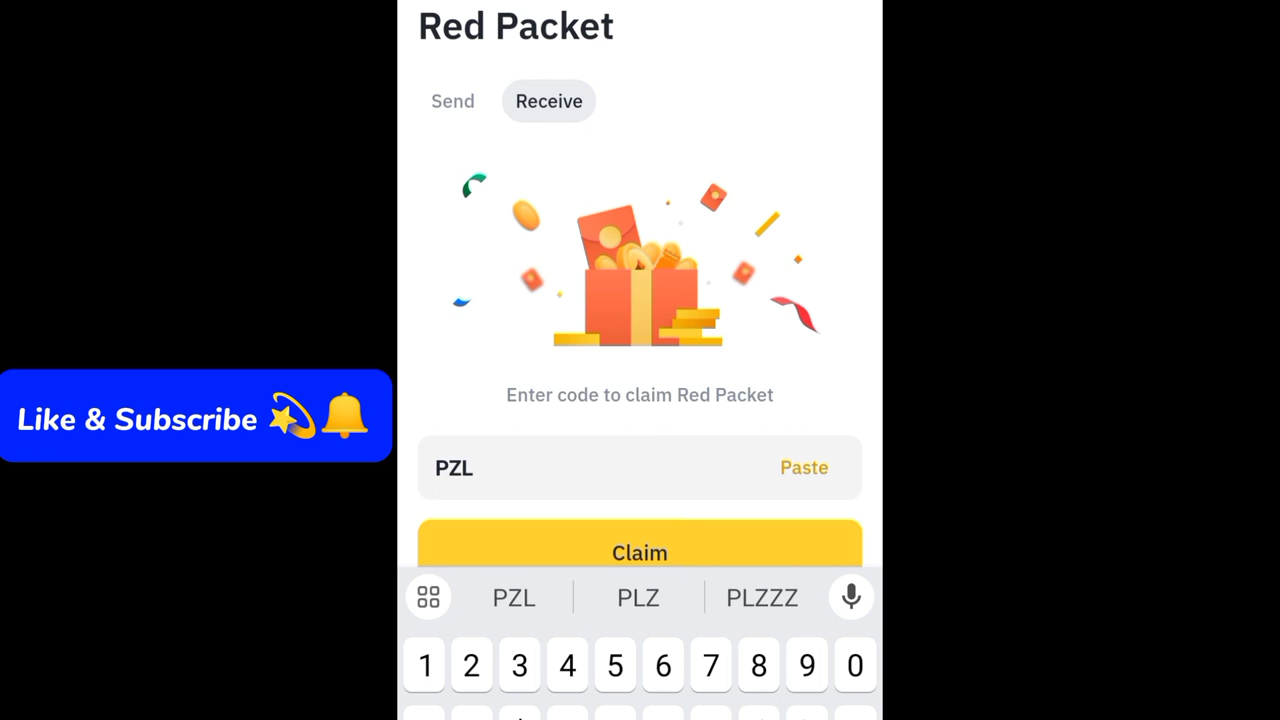 Red Packet
Send Receive
Enter code to claim Red Packet
Like & Subscribe
PZL Paste
Claim
PZL PLZ PLZZZ
1 2 3 4 5 6 7 8 9 0